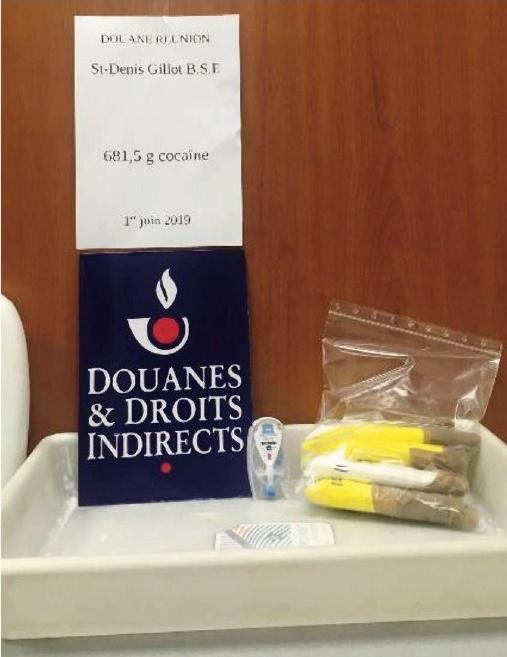 DOUANE REUNION
St-Denis Gillot B.S.E
681,5 g cocaïne
1er juin 2019
DOUANES
& DROITS
INDIRECTS